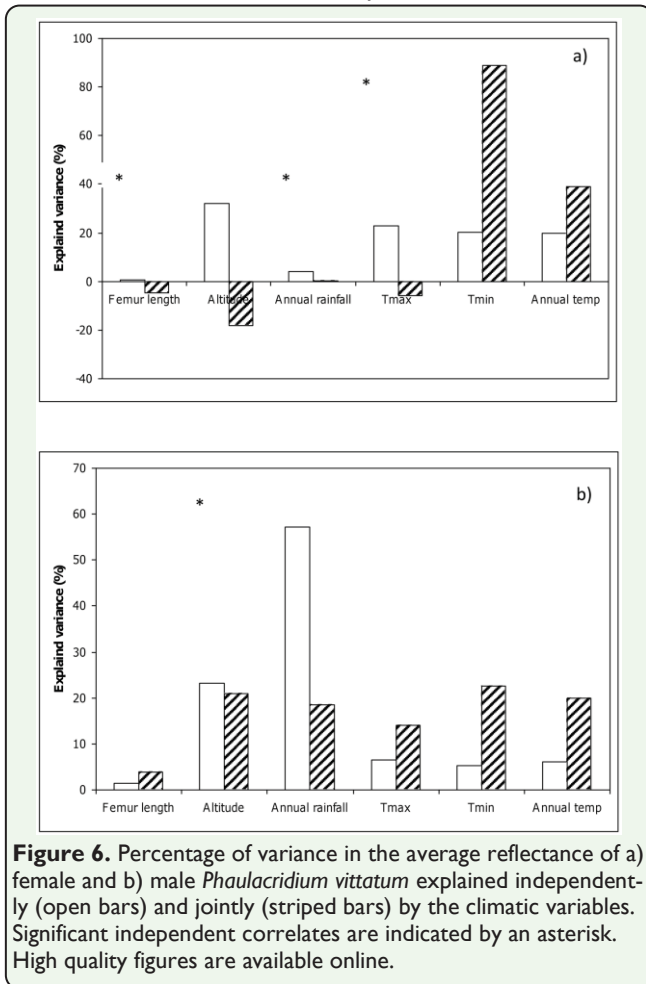 100
a)
80
*
60
*
*
40
20
0
-20
-40
Explaind variance (%)
Femur length Altitude Annual rainfall Tmax Tmin Annual temp
70
b)
60
*
50
40
30
20
10
0
Explaind variance (%)
Femur length Altitude Annual rainfall Tmax Tmin Annual temp
Figure 6. Percentage of variance in the average reflectance of a)
female and b) male Phaulacridium vittatum explained independent-
ly (open bars) and jointly (striped bars) by the climatic variables.
Significant independent correlates are indicated by an asterisk.
High quality figures are available online.